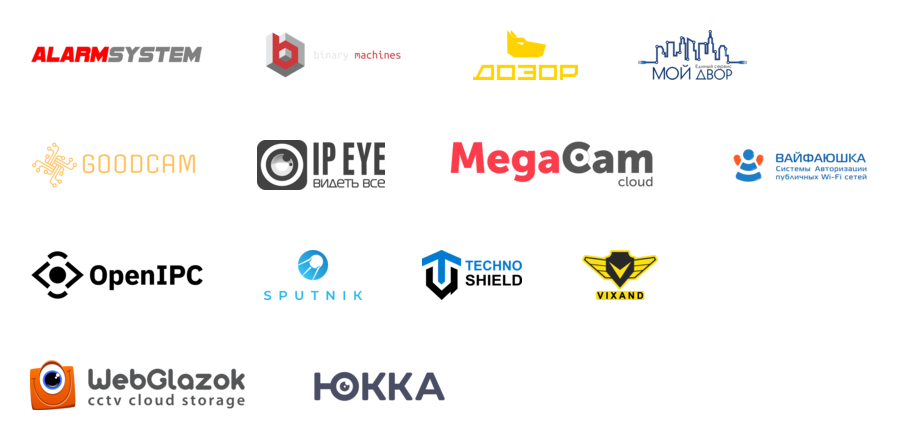 ALARMSYSTEM
binary machines
ДОЗОР
Единый сервис
МОЙ ДВОР
GOODCAM
IP EYE
ВИДЕТЬ ВСЕ
MegaCam
cloud
ВАЙФАЮШКА
Системы Авторизации
публичных Wi-Fi сетей
OpenIPC
SPUTNIK
TECHNO
SHIELD
VIXAND
WebGlazok
cctv cloud storage
ЮККА